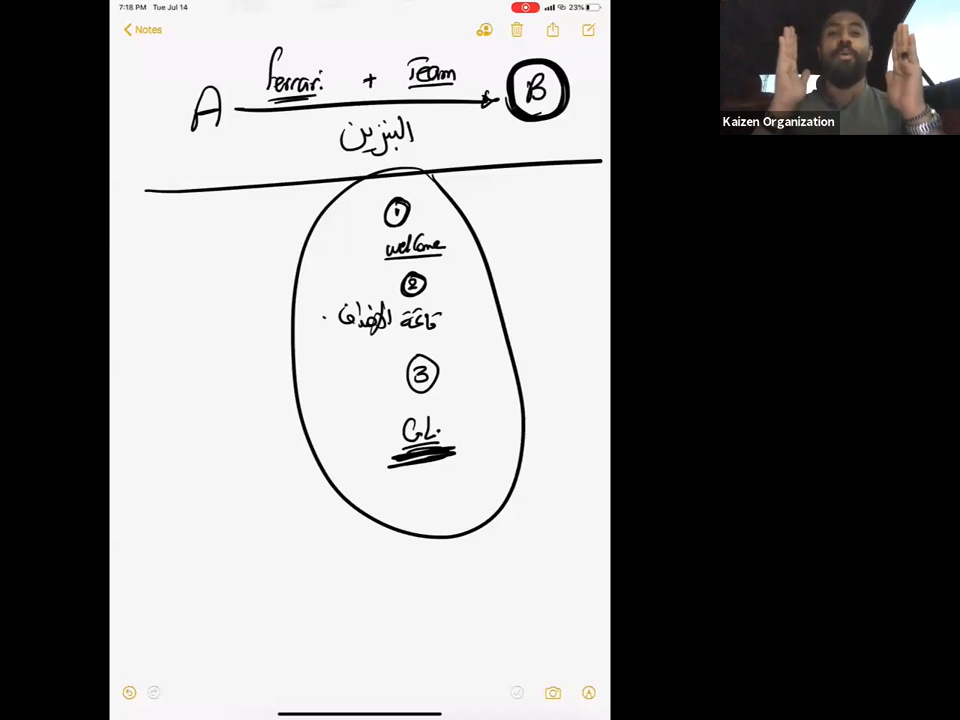 7:18 PM Tue Jul 14
23%
Notes
Ferrari + Team
A B
البنزين
1
welcome
2
قاعة الأهداف.
3
G.L.
Kaizen Organization